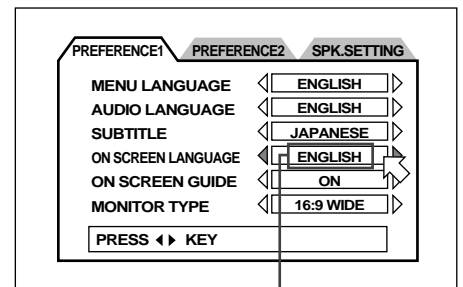 PREFERENCE1 PREFERENCE2 SPK.SETTING
MENU LANGUAGE ENGLISH
AUDIO LANGUAGE ENGLISH
SUBTITLE JAPANESE
ON SCREEN LANGUAGE ENGLISH
ON SCREEN GUIDE ON
MONITOR TYPE 16:9 WIDE
PRESS ◀▶ KEY